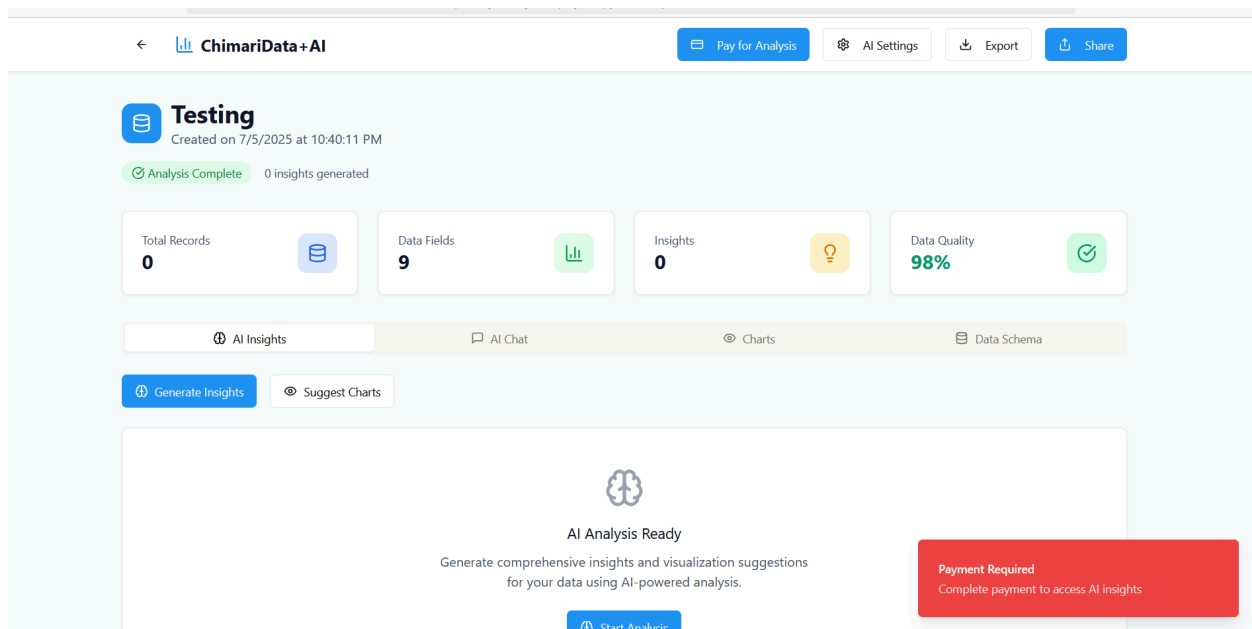 ChimariData+AI
Pay for Analysis
AI Settings
Export
Share
Testing
Created on 7/5/2025 at 10:40:11 PM
Analysis Complete
0 insights generated
Total Records
0
Data Fields
9
Insights
0
Data Quality
98%
AI Insights
AI Chat
Charts
Data Schema
Generate Insights
Suggest Charts
AI Analysis Ready
Generate comprehensive insights and visualization suggestions
for your data using AI-powered analysis.
Start Analysis
Payment Required
Complete payment to access AI insights